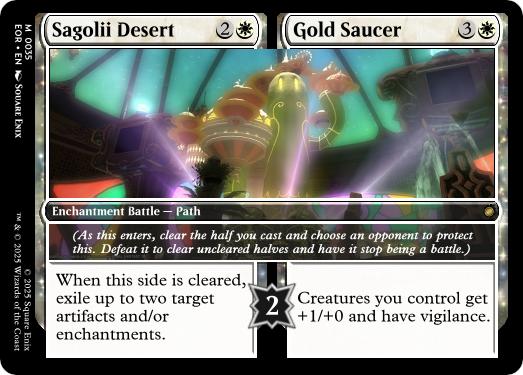 Sagolii Desert 2
Gold Saucer 3
Enchantment Battle — Path
(As this enters, clear the half you cast and choose an opponent to protect
this. Defeat it to clear uncleared halves and have it stop being a battle.)
When this side is cleared,
exile up to two target
artifacts and/or
enchantments.
2
Creatures you control get
+1/+0 and have vigilance.
M 0035
EOR • EN SQUARE ENIX
© 2025 Square Enix
™ & © 2025 Wizards of the Coast